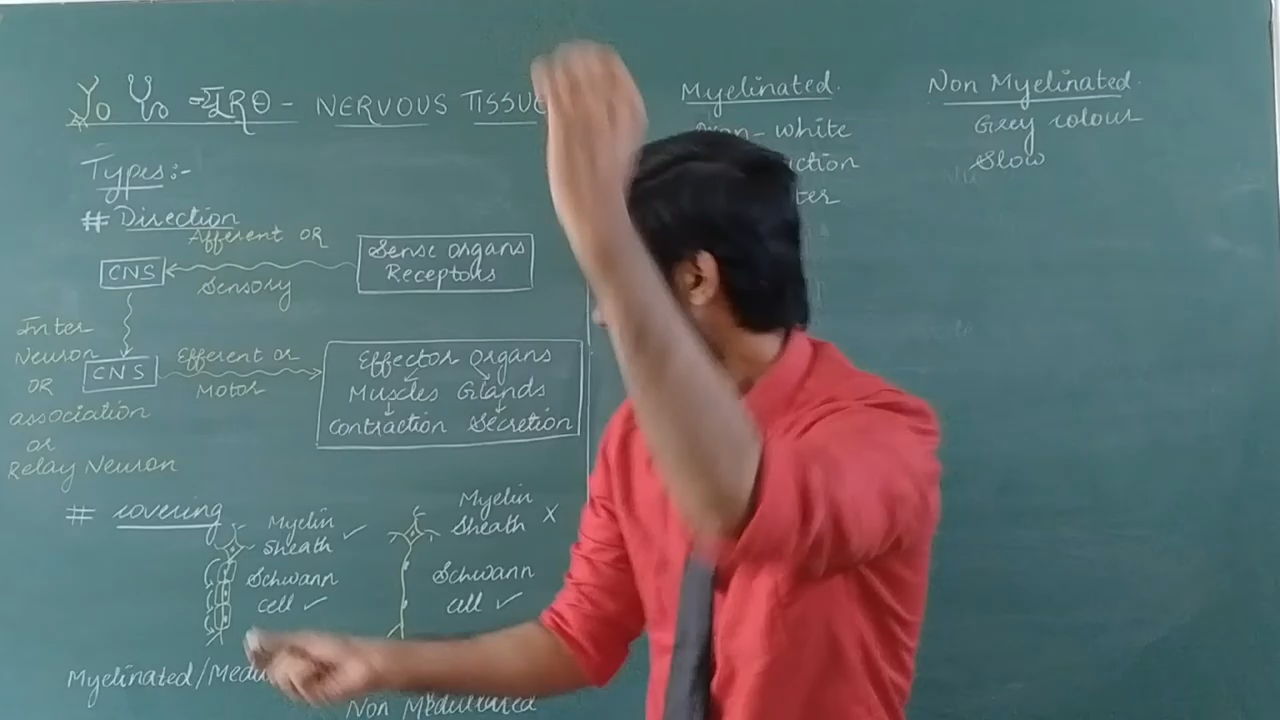 NERVOUS TISSUE
Types:-
# Direction
Afferent OR
Sensory
CNS
Sense organs
Receptors
Inter
Neuron
OR
association
or
Relay Neuron
CNS
Efferent or
Motor
Effector organs
Muscles Glands
contraction Secretion
# covering
Myelin
Sheath ✓
Schwann
cell ✓
Myelin
Sheath X
Schwann
cell ✓
Myelinated/
Non
Myelinated
white
Non Myelinated
Grey colour
Slow